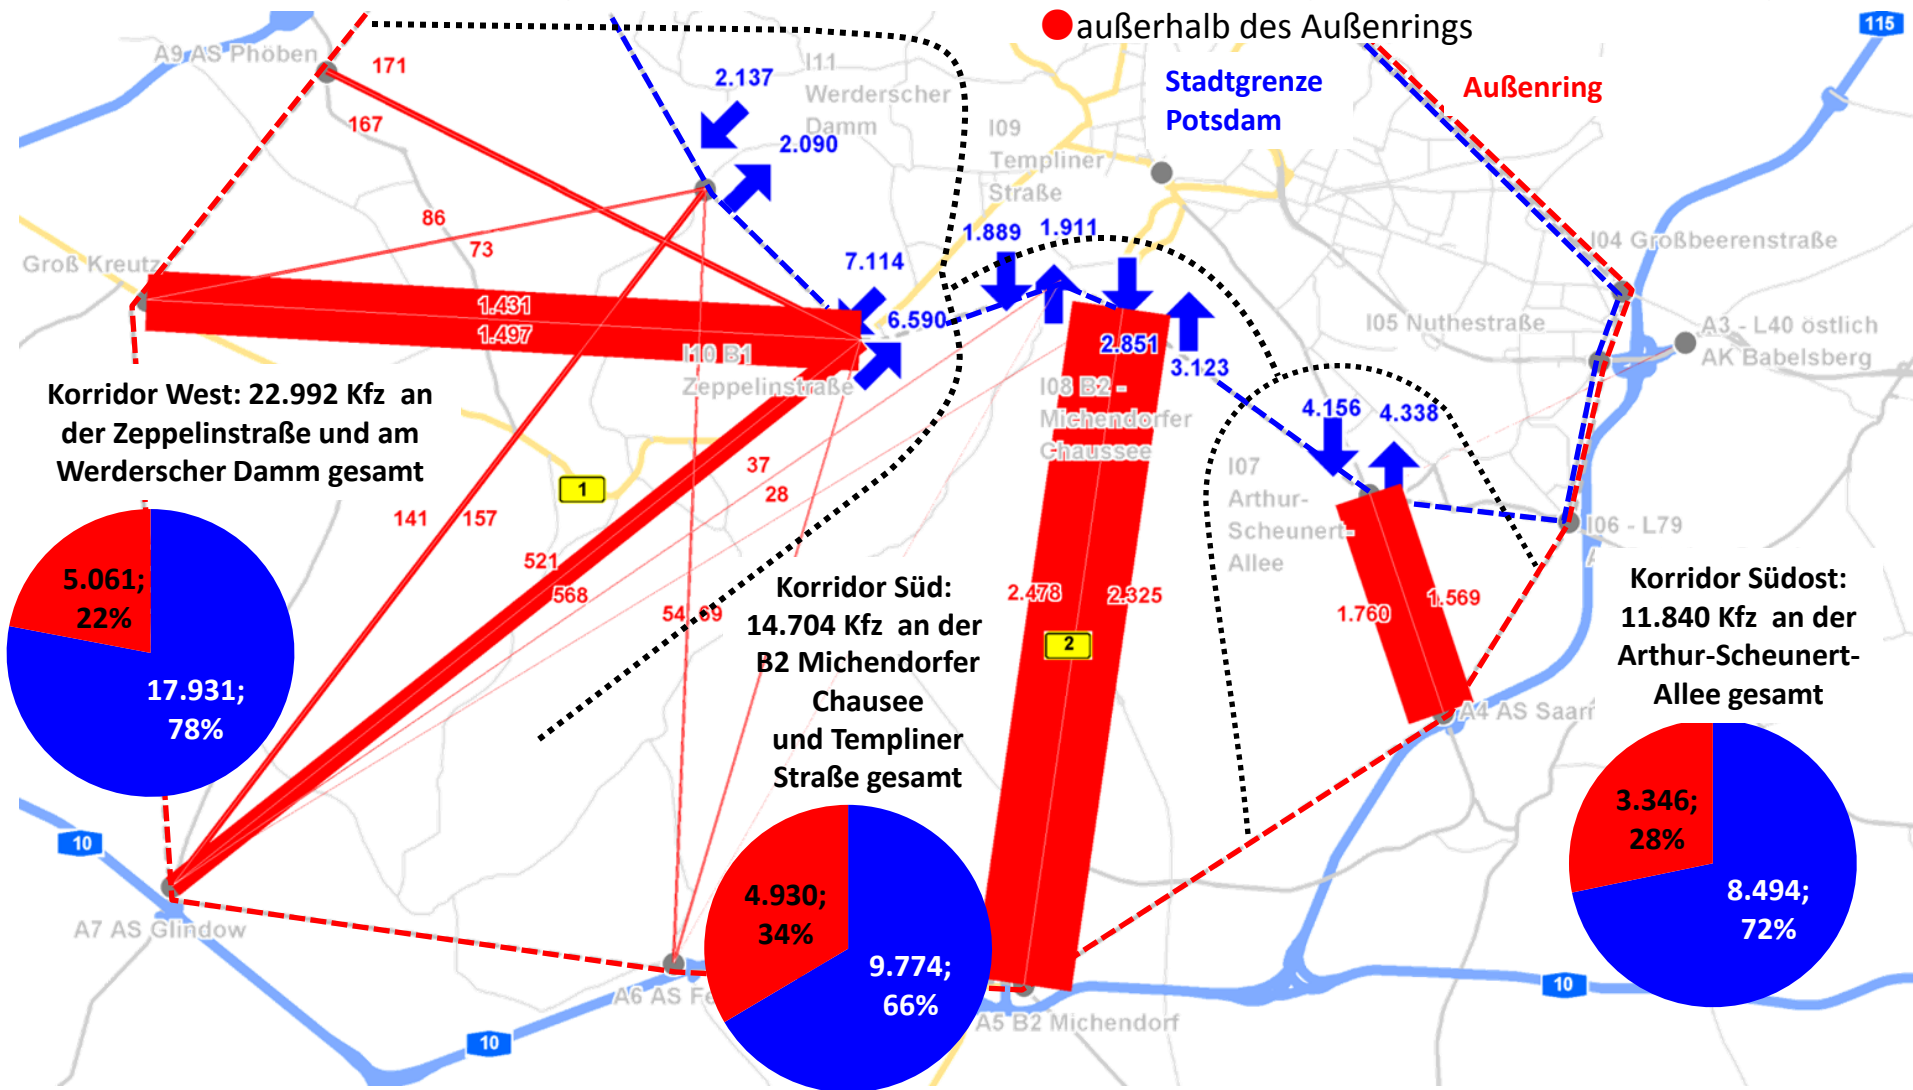 außerhalb des Außenrings
115
A9 AS Phöben
171
I11
Werderscher
Damm
2.137
Stadtgrenze
Potsdam
Außenring
167
2.090
I09
Templiner
Straße
86
73
1.889
1.911
I04 Großbeerenstraße
Groß Kreutz
7.114
1.431
1.497
6.590
I05 Nuthestraße
A3 - L40 östlich
AK Babelsberg
2.851
3.123
I10 B1
Zeppelinstraße
I08 B2 -
Michendorfer
Chaussee
Korridor West: 22.992 Kfz an
der Zeppelinstraße und am
Werderscher Damm gesamt
4.156
4.338
37
28
1
I07
Arthur-
Scheunert-
Allee
141
157
I06 - L79
521
568
54
2.478
2.325
1.760
1.569
5.061;
22%
17.931;
78%
Korridor Süd:
14.704 Kfz an der
B2 Michendorfer
Chausee
und Templiner
Straße gesamt
2
Korridor Südost:
11.840 Kfz an der
Arthur-Scheunert-
Allee gesamt
A4 AS Saarm
10
3.346;
28%
8.494;
72%
4.930;
34%
9.774;
66%
A7 AS Glindow
A6 AS Fe
10
A5 B2 Michendorf
10